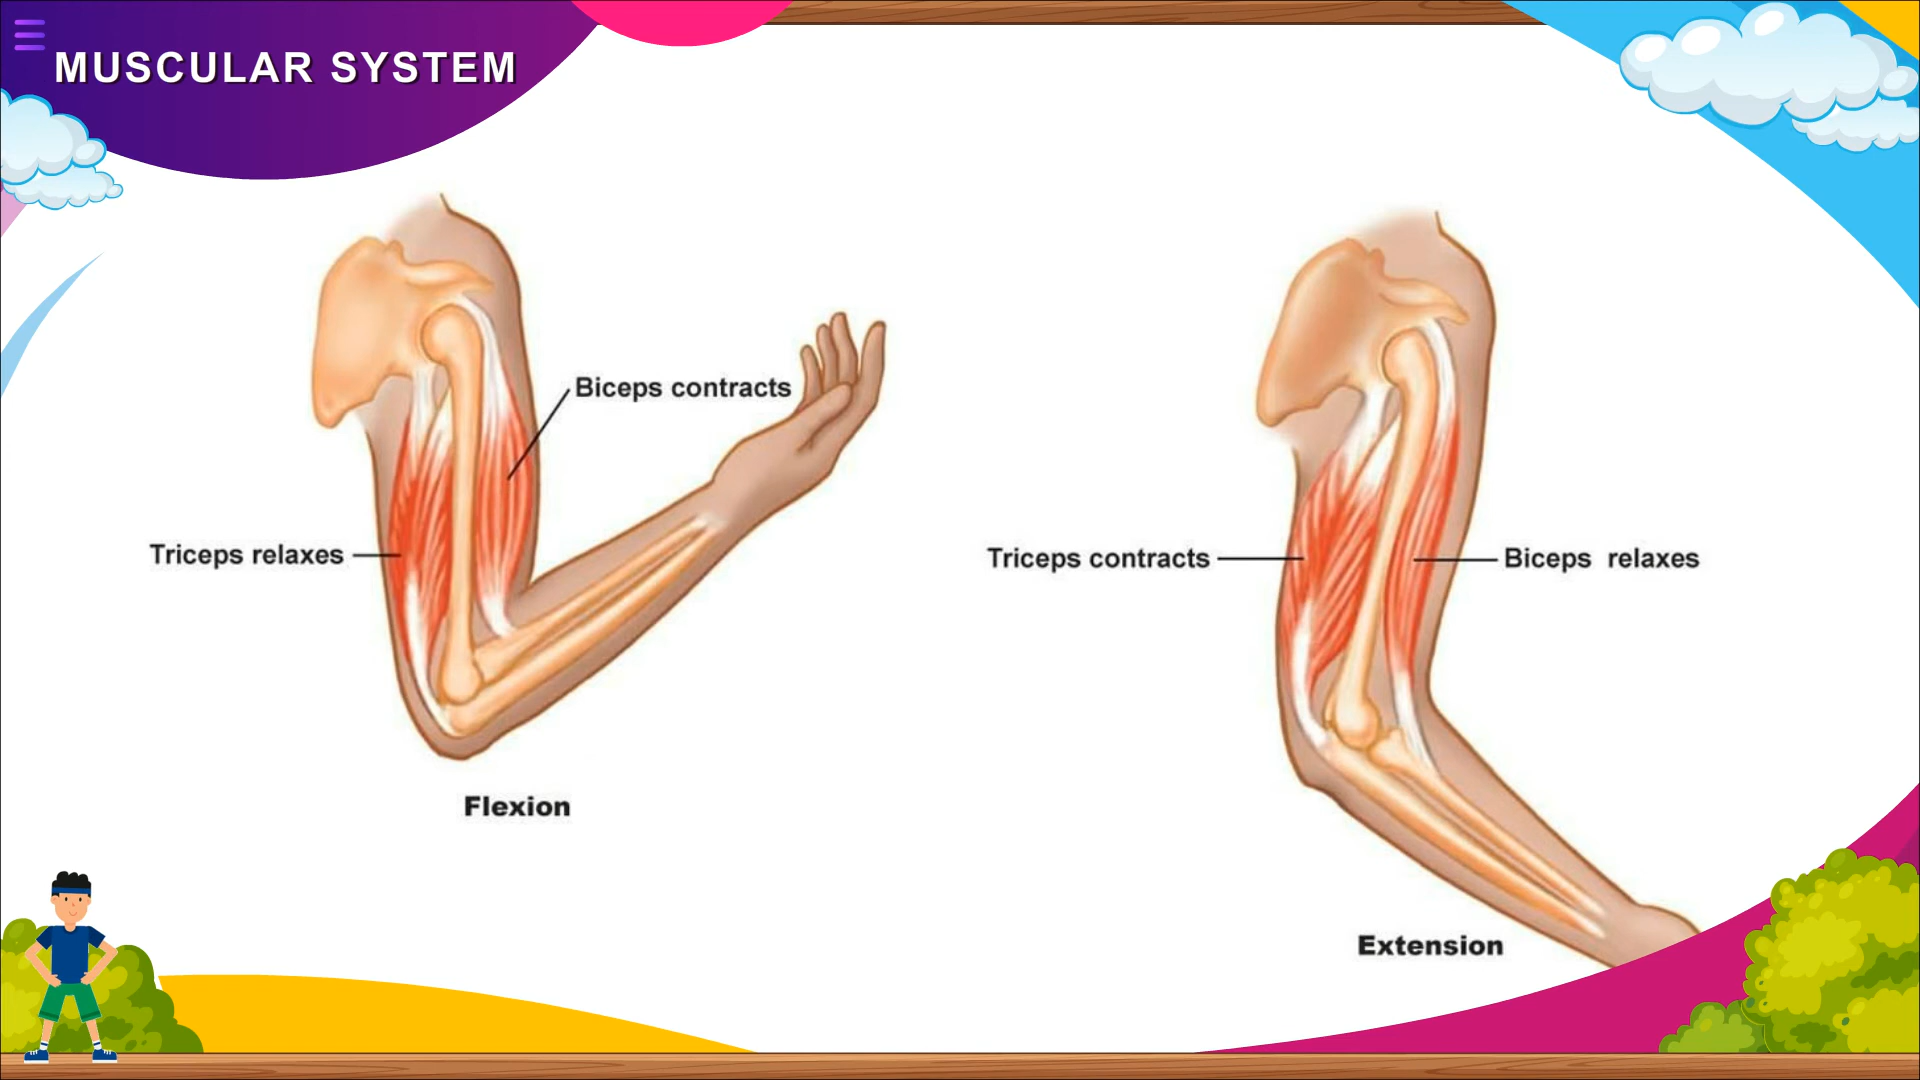 MUSCULAR SYSTEM
Biceps contracts
Triceps relaxes
Flexion
Triceps contracts
Biceps relaxes
Extension